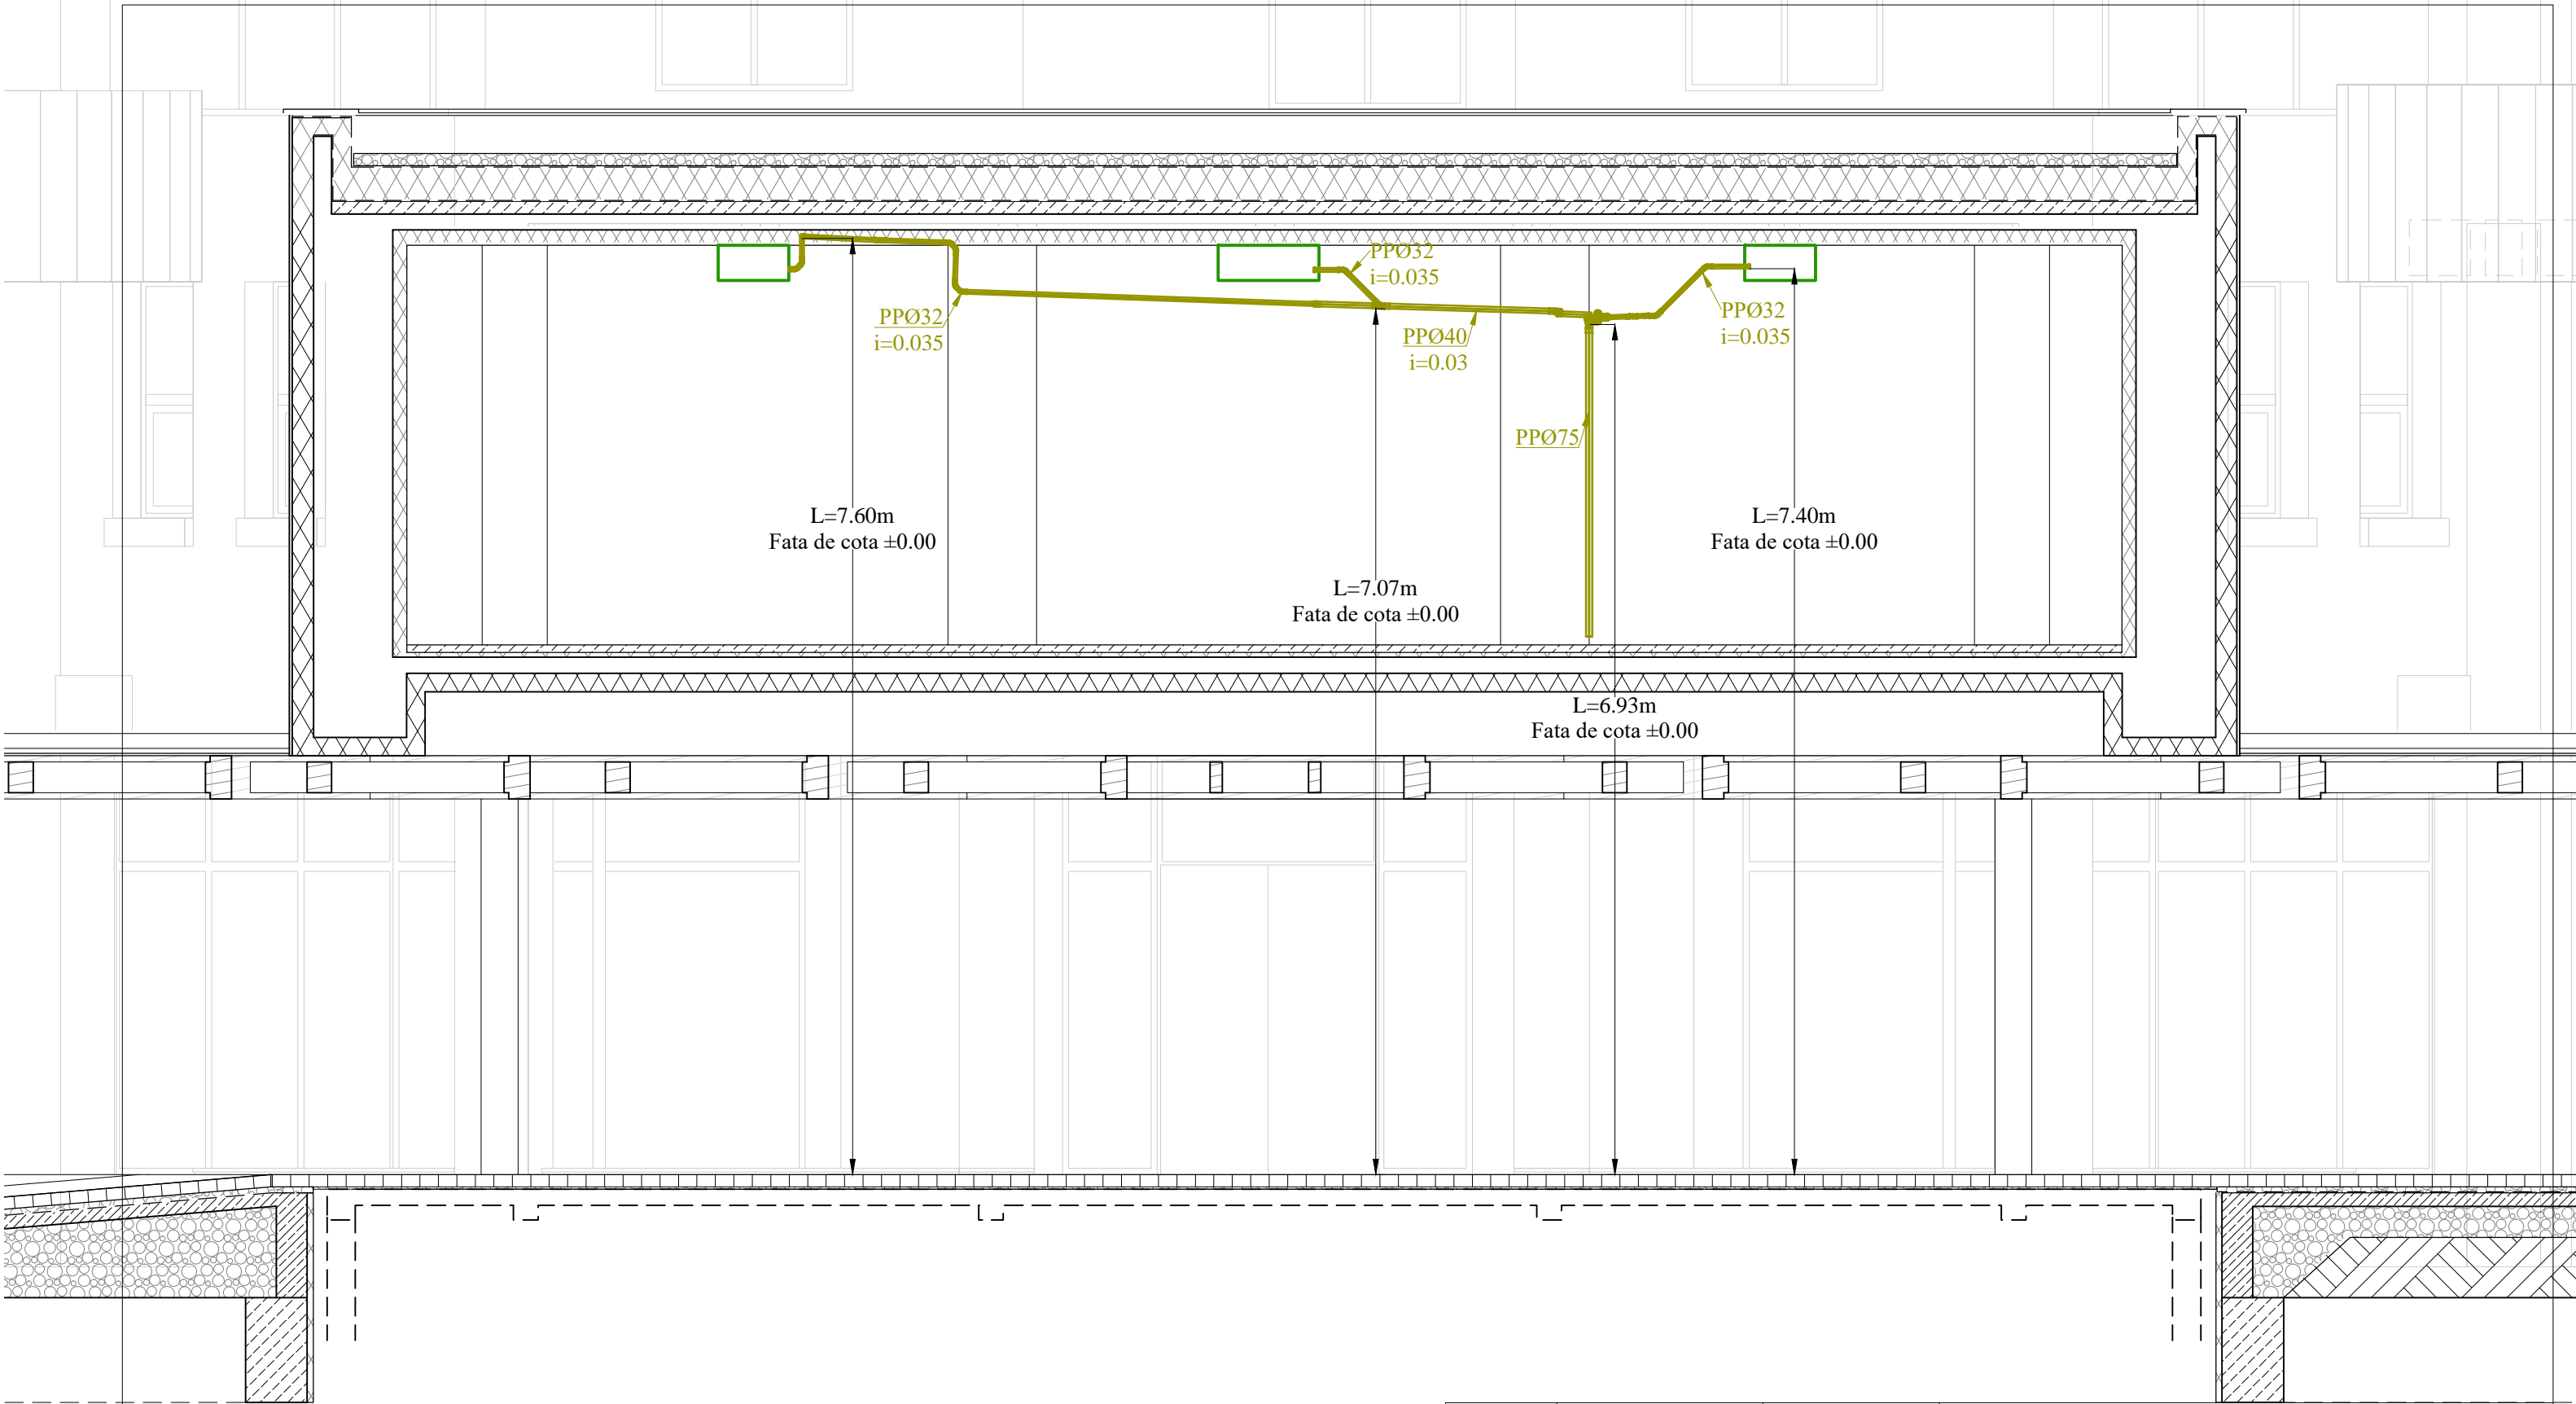 PPØ32
i=0.035
PPØ32
i=0.035
PPØ40
i=0.03
PPØ32
i=0.035
PPØ75
L=7.60m
Fata de cota ±0.00
L=7.40m
Fata de cota ±0.00
L=7.07m
Fata de cota ±0.00
L=6.93m
Fata de cota ±0.00